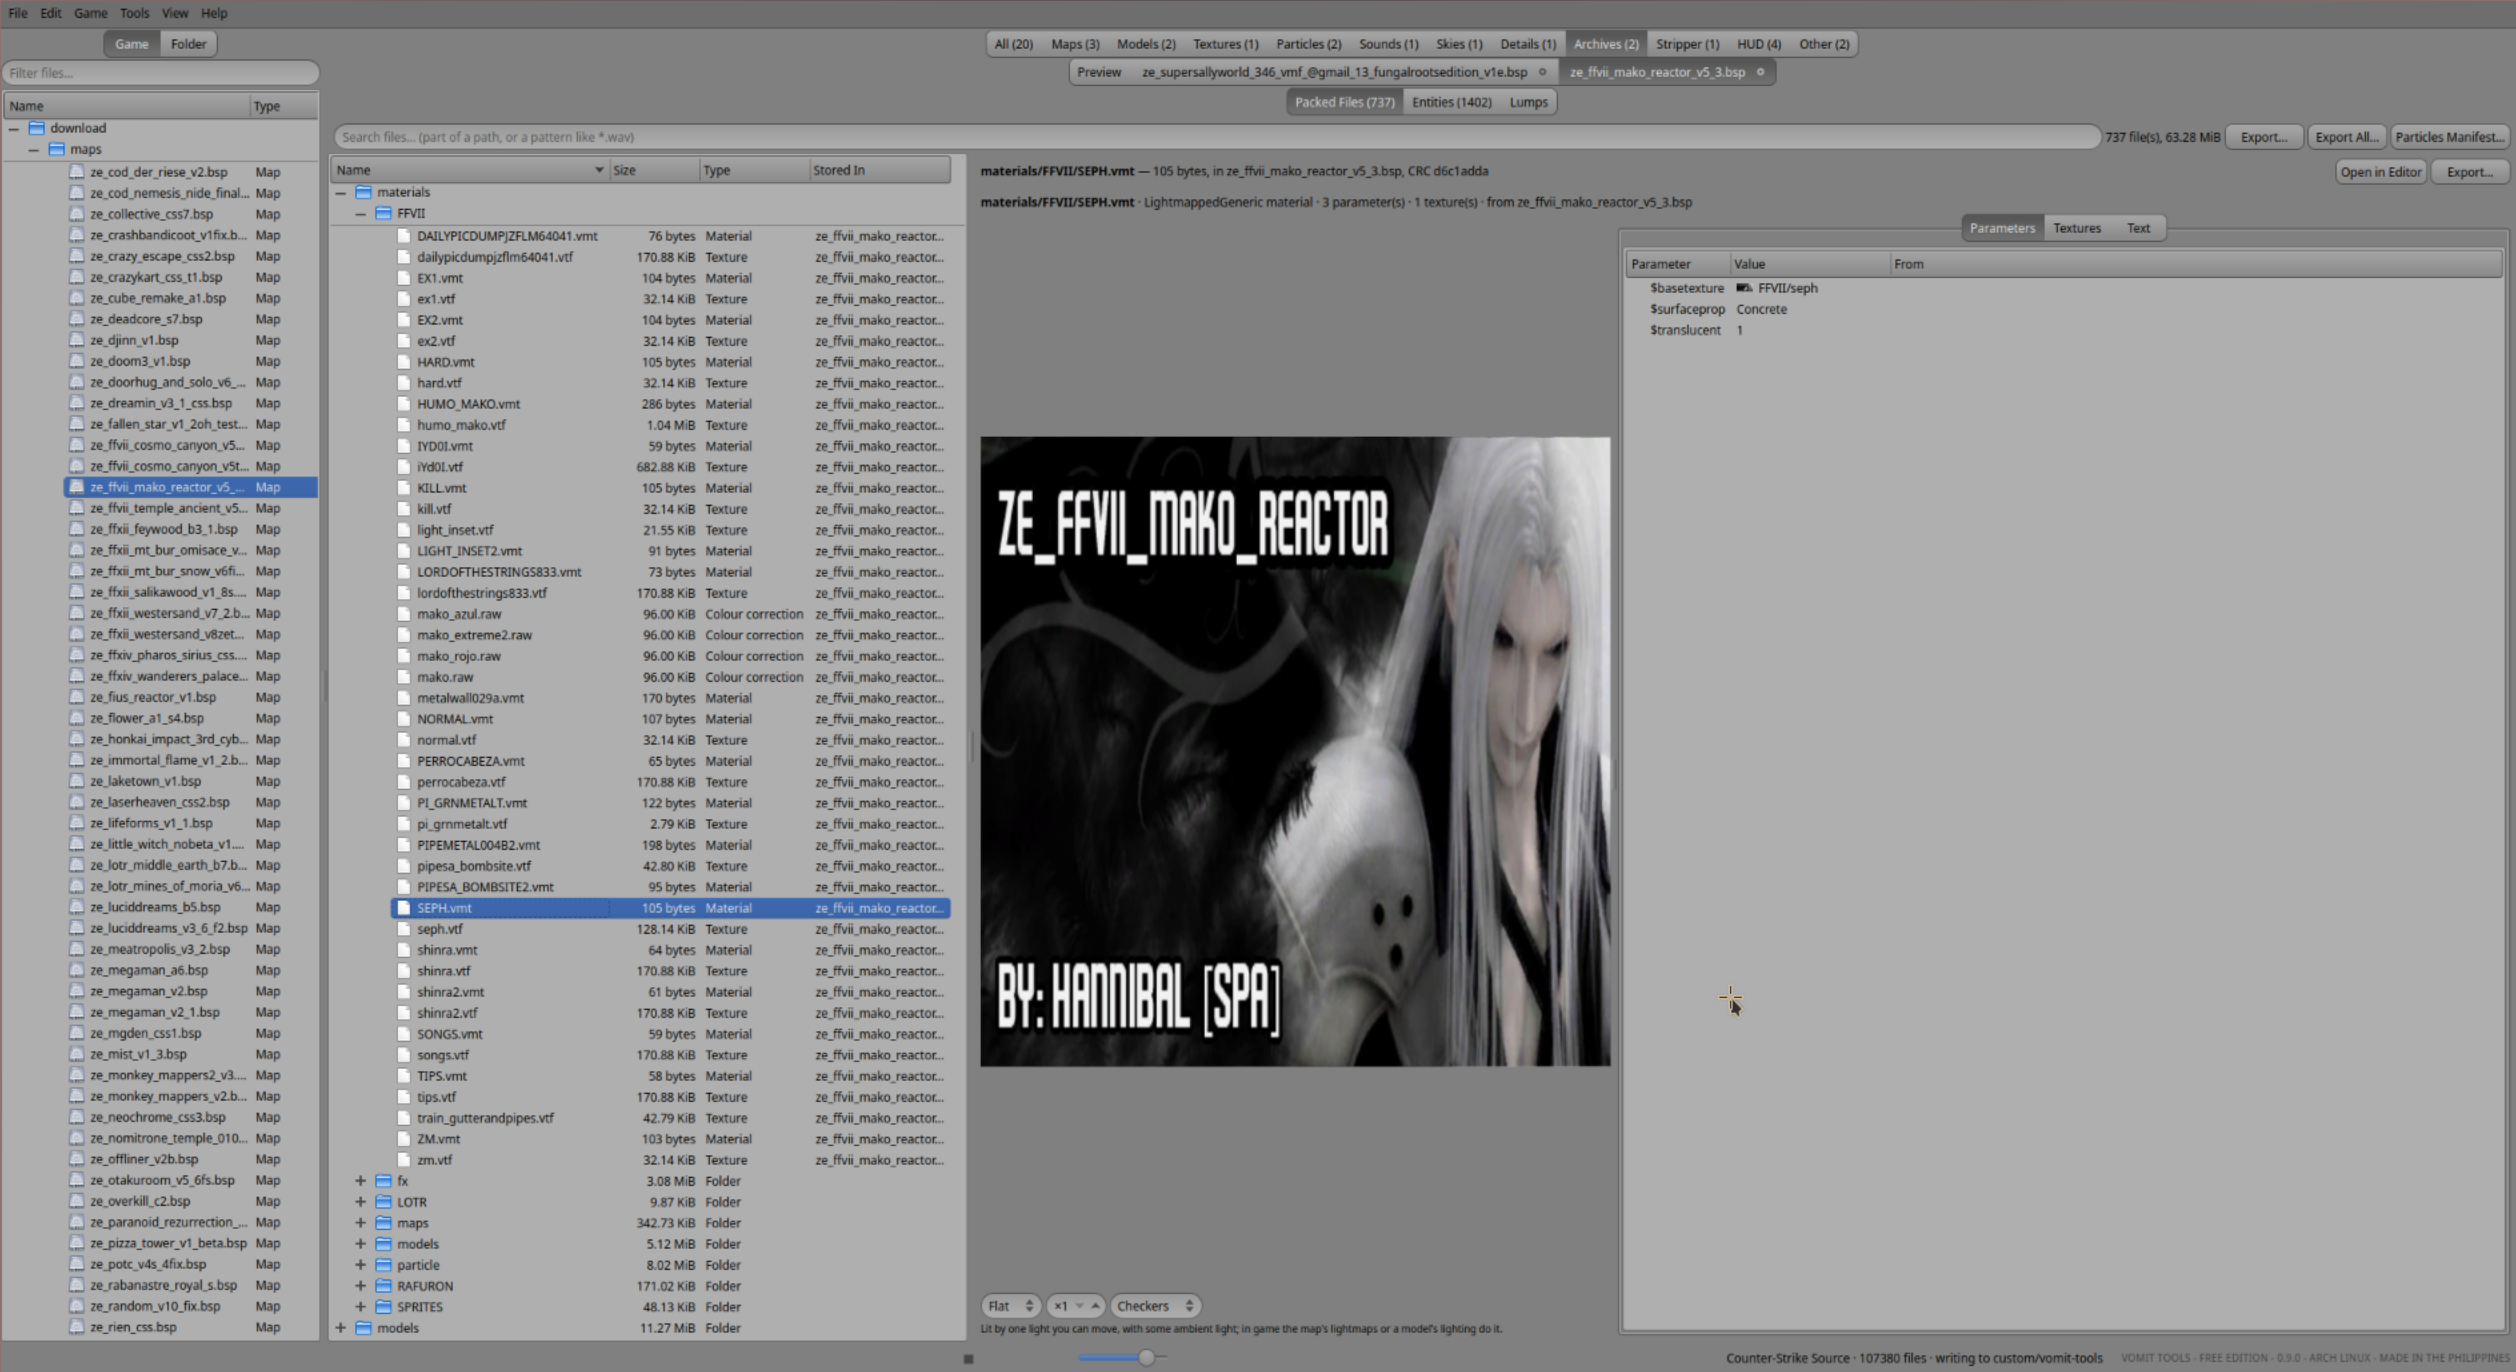 File Edit Game Tools View Help
Game Folder
All (20) Maps (3) Models (2) Textures (1) Particles (2) Sounds (1) Skies (1) Details (1) Archives (2) Stripper (1) HUD (4) Other (2)
Preview ze_supersallyworld_346_vmf_@gmail_13_fungalrootsedition_v1e.bsp ze_ffvii_mako_reactor_v5_3.bsp
Packed Files (737) Entities (1402) Lumps
Filter files...
Name Type
download
maps
ze_cod_der_riese_v2.bsp Map
ze_cod_nemesis_nide_final... Map
ze_collective_css7.bsp Map
ze_crashbandicoot_v1fix.b... Map
ze_crazy_escape_css2.bsp Map
ze_crazykart_css_t1.bsp Map
ze_cube_remake_a1.bsp Map
ze_deadcore_s7.bsp Map
ze_djinn_v1.bsp Map
ze_doom3_v1.bsp Map
ze_doorhug_and_solo_v6_... Map
ze_dreamin_v3_1_css.bsp Map
ze_fallen_star_v1_2oh_test... Map
ze_ffvii_cosmo_canyon_v5... Map
ze_ffvii_cosmo_canyon_v5t... Map
ze_ffvii_mako_reactor_v5_... Map
ze_ffvii_temple_ancient_v5... Map
ze_ffxii_feywood_b3_1.bsp Map
ze_ffxii_mt_bur_omisace_v... Map
ze_ffxii_mt_bur_snow_v6fi... Map
ze_ffxii_salikawood_v1_8s.... Map
ze_ffxii_westersand_v7_2.b... Map
ze_ffxii_westersand_v8zet... Map
ze_ffxiv_pharos_sirius_css.... Map
ze_ffxiv_wanderers_palace... Map
ze_fius_reactor_v1.bsp Map
ze_flower_a1_s4.bsp Map
ze_honkai_impact_3rd_cyb... Map
ze_immortal_flame_v1_2.b... Map
ze_laketown_v1.bsp Map
ze_laserheaven_css2.bsp Map
ze_lifeforms_v1_1.bsp Map
ze_little_witch_nobeta_v1.... Map
ze_lotr_middle_earth_b7.b... Map
ze_lotr_mines_of_moria_v6... Map
ze_luciddreams_b5.bsp Map
ze_luciddreams_v3_6_f2.bsp Map
ze_meatropolis_v3_2.bsp Map
ze_megaman_a6.bsp Map
ze_megaman_v2.bsp Map
ze_megaman_v2_1.bsp Map
ze_mgden_css1.bsp Map
ze_mist_v1_3.bsp Map
ze_monkey_mappers2_v3.... Map
ze_monkey_mappers_v2.b... Map
ze_neochrome_css3.bsp Map
ze_nomitrone_temple_010... Map
ze_offliner_v2b.bsp Map
ze_otakuroom_v5_6fs.bsp Map
ze_overkill_c2.bsp Map
ze_paranoid_rezurrection_... Map
ze_pizza_tower_v1_beta.bsp Map
ze_potc_v4s_4fix.bsp Map
ze_rabanastre_royal_s.bsp Map
ze_random_v10_fix.bsp Map
ze_rien_css.bsp Map
Search files... (part of a path, or a pattern like *.wav)
737 file(s), 63.28 MiB Export... Export All... Particles Manifest...
Name Size Type Stored In
materials
FFVII
DAILYPICDUMPJZFLM64041.vmt 76 bytes Material ze_ffvii_mako_reactor...
dailypicdumpjzflm64041.vtf 170.88 KiB Texture ze_ffvii_mako_reactor...
EX1.vmt 104 bytes Material ze_ffvii_mako_reactor...
ex1.vtf 32.14 KiB Texture ze_ffvii_mako_reactor...
EX2.vmt 104 bytes Material ze_ffvii_mako_reactor...
ex2.vtf 32.14 KiB Texture ze_ffvii_mako_reactor...
HARD.vmt 105 bytes Material ze_ffvii_mako_reactor...
hard.vtf 32.14 KiB Texture ze_ffvii_mako_reactor...
HUMO_MAKO.vmt 286 bytes Material ze_ffvii_mako_reactor...
humo_mako.vtf 1.04 MiB Texture ze_ffvii_mako_reactor...
IYD0I.vmt 59 bytes Material ze_ffvii_mako_reactor...
iYd0I.vtf 682.88 KiB Texture ze_ffvii_mako_reactor...
KILL.vmt 105 bytes Material ze_ffvii_mako_reactor...
kill.vtf 32.14 KiB Texture ze_ffvii_mako_reactor...
light_inset.vtf 21.55 KiB Texture ze_ffvii_mako_reactor...
LIGHT_INSET2.vmt 91 bytes Material ze_ffvii_mako_reactor...
LORDOFTHESTRINGS833.vmt 73 bytes Material ze_ffvii_mako_reactor...
lordofthestrings833.vtf 170.88 KiB Texture ze_ffvii_mako_reactor...
mako_azul.raw 96.00 KiB Colour correction ze_ffvii_mako_reactor...
mako_extreme2.raw 96.00 KiB Colour correction ze_ffvii_mako_reactor...
mako_rojo.raw 96.00 KiB Colour correction ze_ffvii_mako_reactor...
mako.raw 96.00 KiB Colour correction ze_ffvii_mako_reactor...
metalwall029a.vmt 170 bytes Material ze_ffvii_mako_reactor...
NORMAL.vmt 107 bytes Material ze_ffvii_mako_reactor...
normal.vtf 32.14 KiB Texture ze_ffvii_mako_reactor...
PERROCABEZA.vmt 65 bytes Material ze_ffvii_mako_reactor...
perrocabeza.vtf 170.88 KiB Texture ze_ffvii_mako_reactor...
PI_GRNMETALT.vmt 122 bytes Material ze_ffvii_mako_reactor...
pi_grnmetalt.vtf 2.79 KiB Texture ze_ffvii_mako_reactor...
PIPEMETAL004B2.vmt 198 bytes Material ze_ffvii_mako_reactor...
pipesa_bombsite.vtf 42.80 KiB Texture ze_ffvii_mako_reactor...
PIPESA_BOMBSITE2.vmt 95 bytes Material ze_ffvii_mako_reactor...
SEPH.vmt 105 bytes Material ze_ffvii_mako_reactor...
seph.vtf 128.14 KiB Texture ze_ffvii_mako_reactor...
shinra.vmt 64 bytes Material ze_ffvii_mako_reactor...
shinra.vtf 170.88 KiB Texture ze_ffvii_mako_reactor...
shinra2.vmt 61 bytes Material ze_ffvii_mako_reactor...
shinra2.vtf 170.88 KiB Texture ze_ffvii_mako_reactor...
SONGS.vmt 59 bytes Material ze_ffvii_mako_reactor...
songs.vtf 170.88 KiB Texture ze_ffvii_mako_reactor...
TIPS.vmt 58 bytes Material ze_ffvii_mako_reactor...
tips.vtf 170.88 KiB Texture ze_ffvii_mako_reactor...
train_gutterandpipes.vtf 42.79 KiB Texture ze_ffvii_mako_reactor...
ZM.vmt 103 bytes Material ze_ffvii_mako_reactor...
zm.vtf 32.14 KiB Texture ze_ffvii_mako_reactor...
fx 3.08 MiB Folder
LOTR 9.87 KiB Folder
maps 342.73 KiB Folder
models 5.12 MiB Folder
particle 8.02 MiB Folder
RAFURON 171.02 KiB Folder
SPRITES 48.13 KiB Folder
models 11.27 MiB Folder
materials/FFVII/SEPH.vmt — 105 bytes, in ze_ffvii_mako_reactor_v5_3.bsp, CRC d6c1adda
Open in Editor Export...
materials/FFVII/SEPH.vmt · LightmappedGeneric material · 3 parameter(s) · 1 texture(s) · from ze_ffvii_mako_reactor_v5_3.bsp
ZE_FFVII_MAKO_REACTOR
BY: HANNIBAL [SPA]
Flat ×1 Checkers
Lit by one light you can move, with some ambient light; in game the map's lightmaps or a model's lighting do it.
Parameters Textures Text
Parameter Value From
$basetexture FFVII/seph
$surfaceprop Concrete
$translucent 1
Counter-Strike Source · 107380 files · writing to custom/vomit-tools
VOMIT TOOLS - FREE EDITION - 0.9.0 - ARCH LINUX - MADE IN THE PHILIPPINES